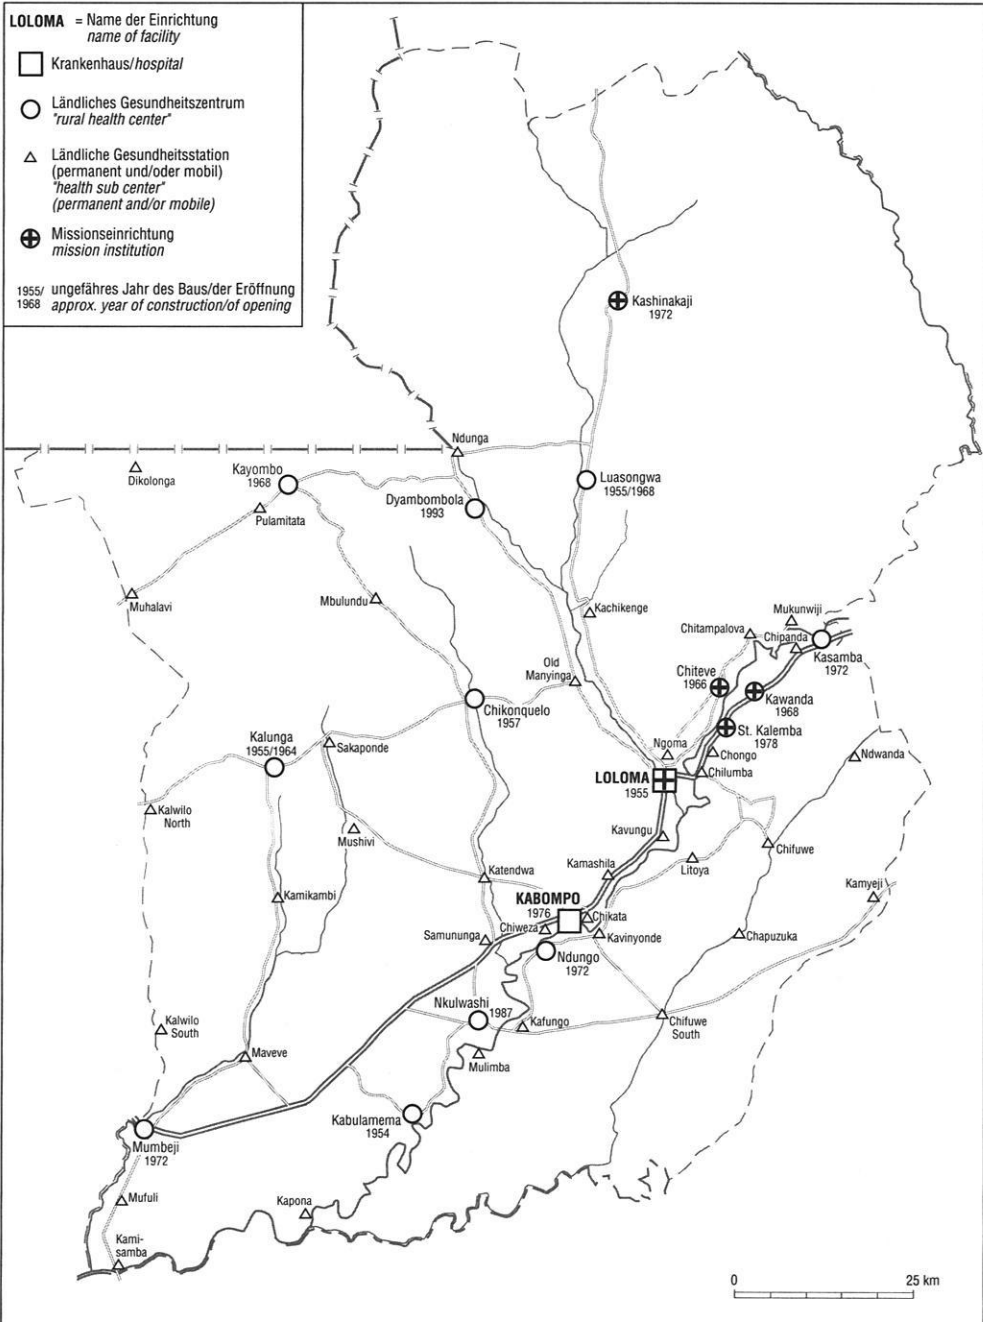 LOLOMA = Name der Einrichtung
name of facility
Krankenhaus/hospital
Ländliches Gesundheitszentrum
"rural health center"
Ländliche Gesundheitsstation
(permanent und/oder mobil)
"health sub center"
(permanent and/or mobile)
Missionseinrichtung
mission institution
1955/ ungefähres Jahr des Baus/der Eröffnung
1968 approx. year of construction/of opening
Kashinakaji
1972
Ndunga
Dikolonga
Kayombo
1968
Pulamitata
Dyambombola
1993
Luasongwa
1955/1968
Muhalavi
Mbulundu
Kachikenge
Mukunwiji
Chitampalova
Chipanda
Kasamba
1972
Old
Manyinga
Chiteve
1966
Kawanda
1968
Chikonquelo
1957
St. Kalemba
1978
Kalunga
1955/1964
Sakaponde
Ngoma
Chongo
Ndwanda
LOLOMA
1955
Chilumba
Kalwilo
North
Mushivi
Kavungu
Chifuwe
Litoya
Katendwa
Kamashila
Kamyeji
Kamikambi
KABOMPO
1976
Chikata
Chiweza
Samununga
Kavinyonde
Chapuzuka
Ndungo
1972
Nkulwashi
1987
Kafungo
Chifuwe
South
Kalwilo
South
Maveve
Mulimba
Kabulamema
1954
Mumbeji
1972
Mufuli
Kapona
Kami-
samba
0 25 km